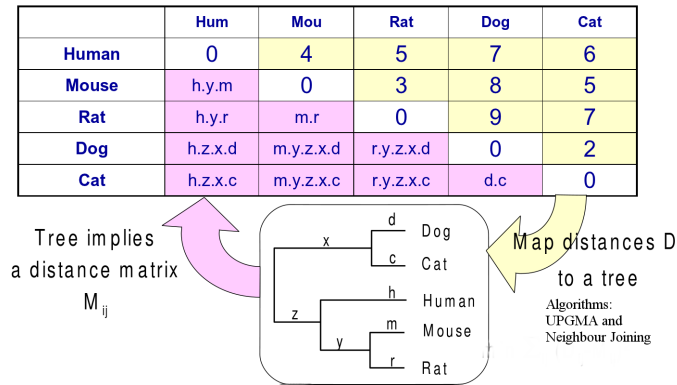 Hum Mou Rat Dog Cat
Human 0 4 5 7 6
Mouse h.y.m 0 3 8 5
Rat h.y.r m.r 0 9 7
Dog h.z.x.d m.y.z.x.d r.y.z.x.d 0 2
Cat h.z.x.c m.y.z.x.c r.y.z.x.c d.c 0
Tree implies
a distance matrix
M ij
x
d Dog
c Cat
z
h Human
y
m Mouse
r Rat
Map distances D
to a tree
Algorithms:
UPGMA and
Neighbour Joining